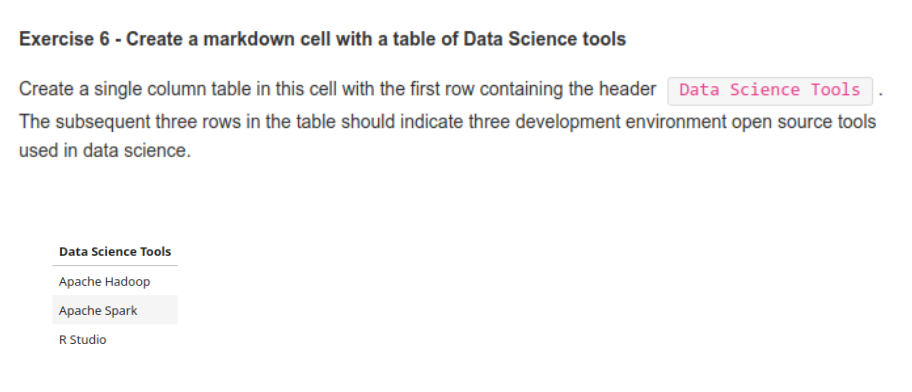 Exercise 6 - Create a markdown cell with a table of Data Science tools
Create a single column table in this cell with the first row containing the header Data Science Tools .
The subsequent three rows in the table should indicate three development environment open source tools
used in data science.
Data Science Tools
Apache Hadoop
Apache Spark
R Studio